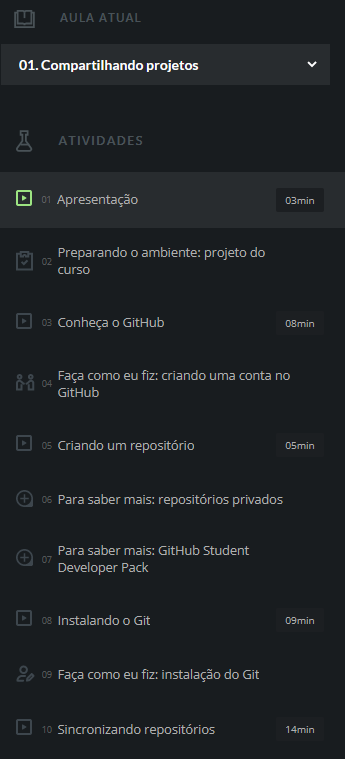 AULA ATUAL
01. Compartilhando projetos
ATIVIDADES
01 Apresentação 03min
02 Preparando o ambiente: projeto do
curso
03 Conheça o GitHub 08min
04 Faça como eu fiz: criando uma conta no
GitHub
05 Criando um repositório 05min
06 Para saber mais: repositórios privados
07 Para saber mais: GitHub Student
Developer Pack
08 Instalando o Git 09min
09 Faça como eu fiz: instalação do Git
10 Sincronizando repositórios 14min